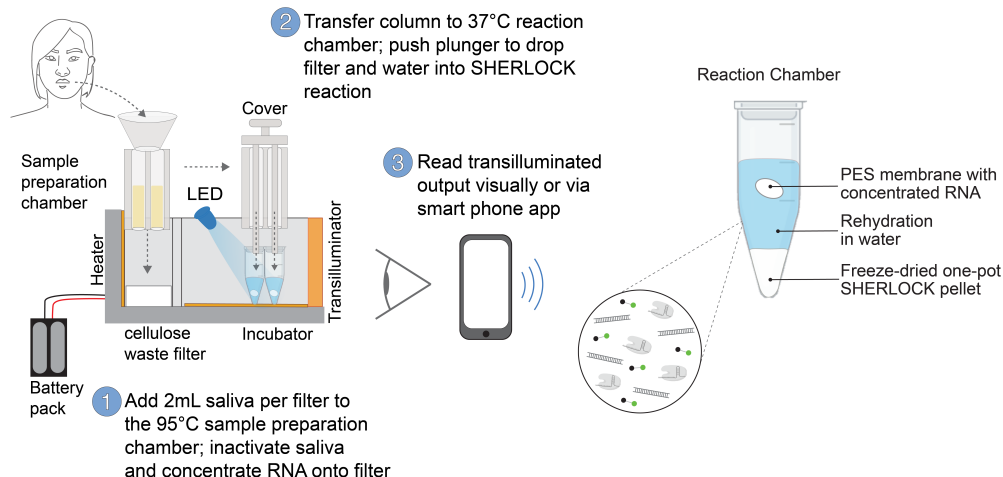 2 Transfer column to 37°C reaction
chamber; push plunger to drop
filter and water into SHERLOCK
reaction
Cover
Sample
preparation
chamber
LED
3 Read transilluminated
output visually or via
smart phone app
Heater
Transilluminator
cellulose
waste filter
Incubator
Battery
pack
1 Add 2mL saliva per filter to
the 95°C sample preparation
chamber; inactivate saliva
and concentrate RNA onto filter
Reaction Chamber
PES membrane with
concentrated RNA
Rehydration
in water
Freeze-dried one-pot
SHERLOCK pellet